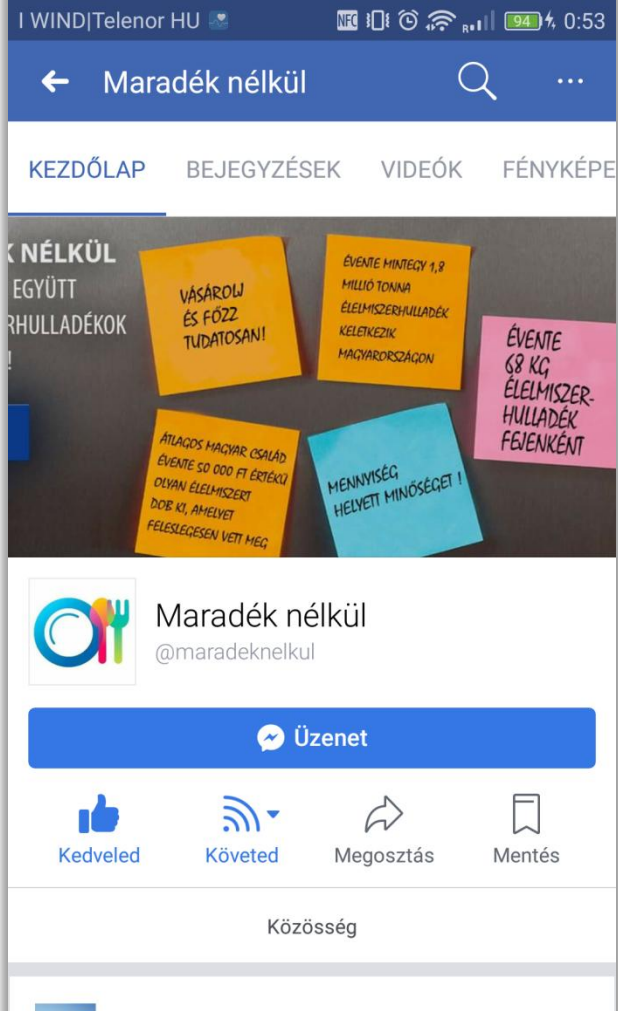 I WIND|Telenor HU
NFC
R
94
0:53
Maradék nélkül
KEZDŐLAP
BEJEGYZÉSEK
VIDEÓK
FÉNYKÉPE
NÉLKÜL
EGYÜTT
RHULLADÉKOK
!
VÁSÁROLJ
ÉS FŐZZ
TUDATOSAN!
ÉVENTE MINTEGY 1,8
MILLIÓ TONNA
ÉLELMISZERHULLADÉK
KELETKEZIK
MAGYARORSZÁGON
ÉVENTE
68 KG
ÉLELMISZER-
HULLADÉK
FEJENKÉNT
ÁTLAGOS MAGYAR CSALÁD
ÉVENTE 50 000 FT ÉRTÉKŰ
OLYAN ÉLELMISZERT
DOB KI, AMELYET
FELESLEGESEN VETT MEG
MENNYISÉG
HELYETT MINŐSÉGET !
Maradék nélkül
@maradeknelkul
Üzenet
Kedveled
Követed
Megosztás
Mentés
Közösség